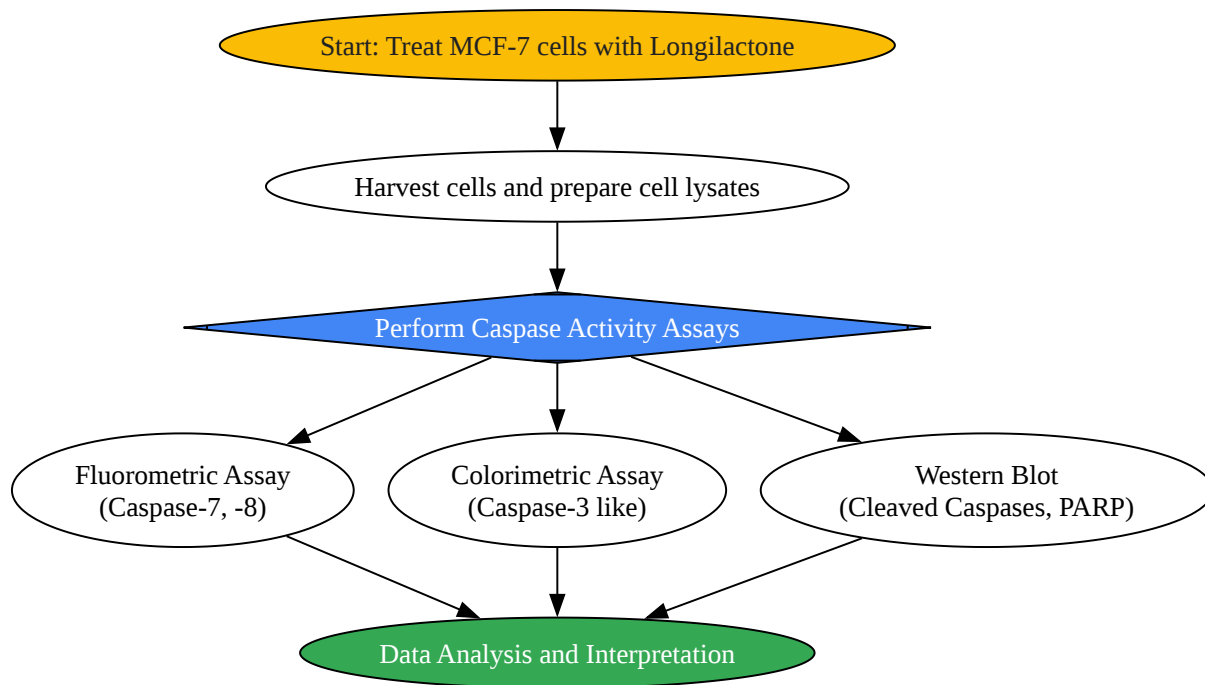 Start: Treat MCF-7 cells with Longilactone
Harvest cells and prepare cell lysates
Perform Caspase Activity Assays
Fluorometric Assay
(Caspase-7, -8)
Colorimetric Assay
(Caspase-3 like)
Western Blot
(Cleaved Caspases, PARP)
Data Analysis and Interpretation